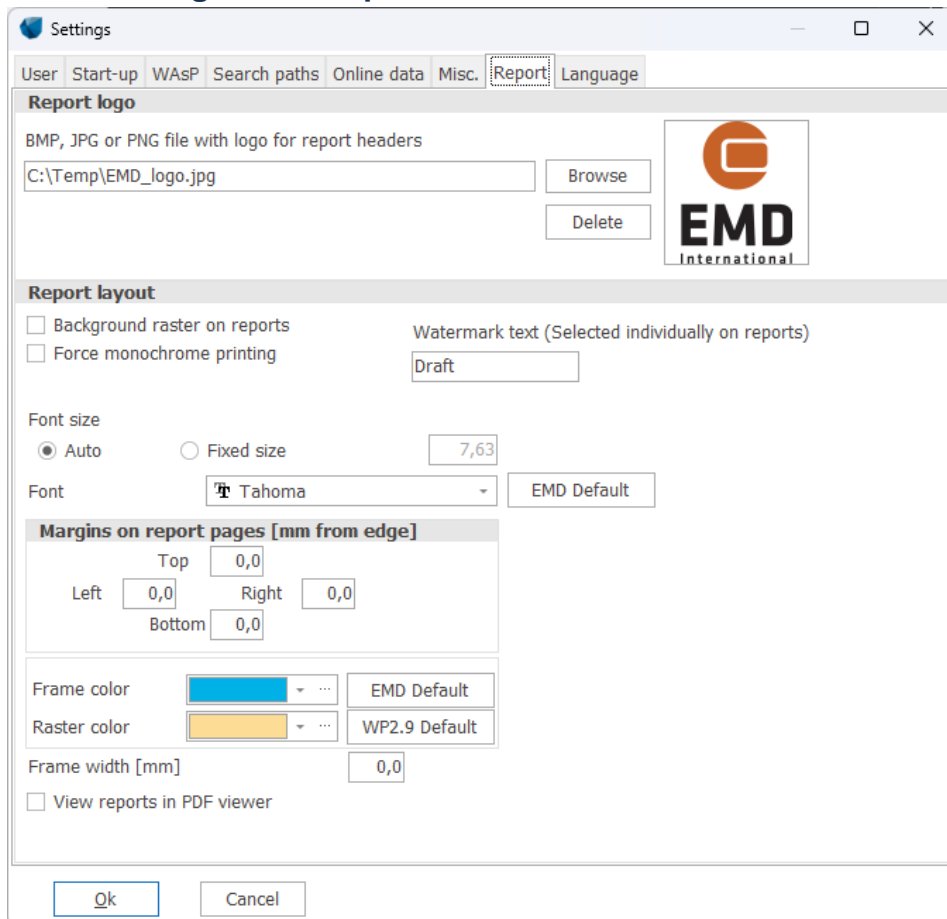 Settings
User Start-up WAsP Search paths Online data Misc. Report Language
Report logo
BMP, JPG or PNG file with logo for report headers
C:\Temp\EMD_logo.jpg Browse
Delete
EMD
International
Report layout
Background raster on reports
Force monochrome printing
Watermark text (Selected individually on reports)
Draft
Font size
Auto Fixed size 7,63
Font Tahoma EMD Default
Margins on report pages [mm from edge]
Top 0,0
Left 0,0 Right 0,0
Bottom 0,0
Frame color ... EMD Default
Raster color ... WP2.9 Default
Frame width [mm] 0,0
View reports in PDF viewer
Ok Cancel